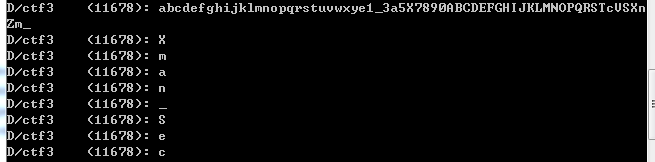 D/ctf3    (11678): abcdefghijklmnopqrstuvwxye1_3a5X7890ABCDEFGHIJKLMNOPQRSTcVSXn
Zm_
D/ctf3    (11678): X
D/ctf3    (11678): m
D/ctf3    (11678): a
D/ctf3    (11678): n
D/ctf3    (11678): _
D/ctf3    (11678): S
D/ctf3    (11678): e
D/ctf3    (11678): c